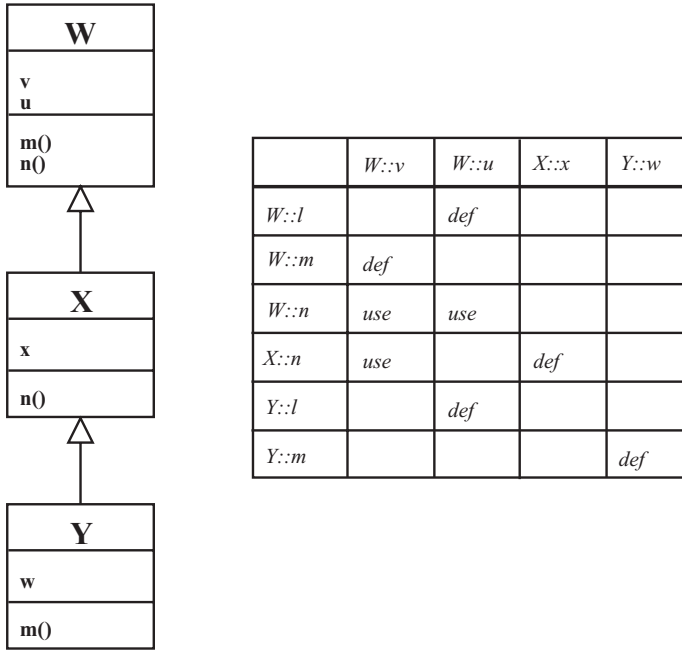 W
v
u
m()
n()
X
x
n()
Y
w
m()
W::v W::u X::x Y::w
W::l def
W::m def
W::n use use
X::n use def
Y::l def
Y::m def